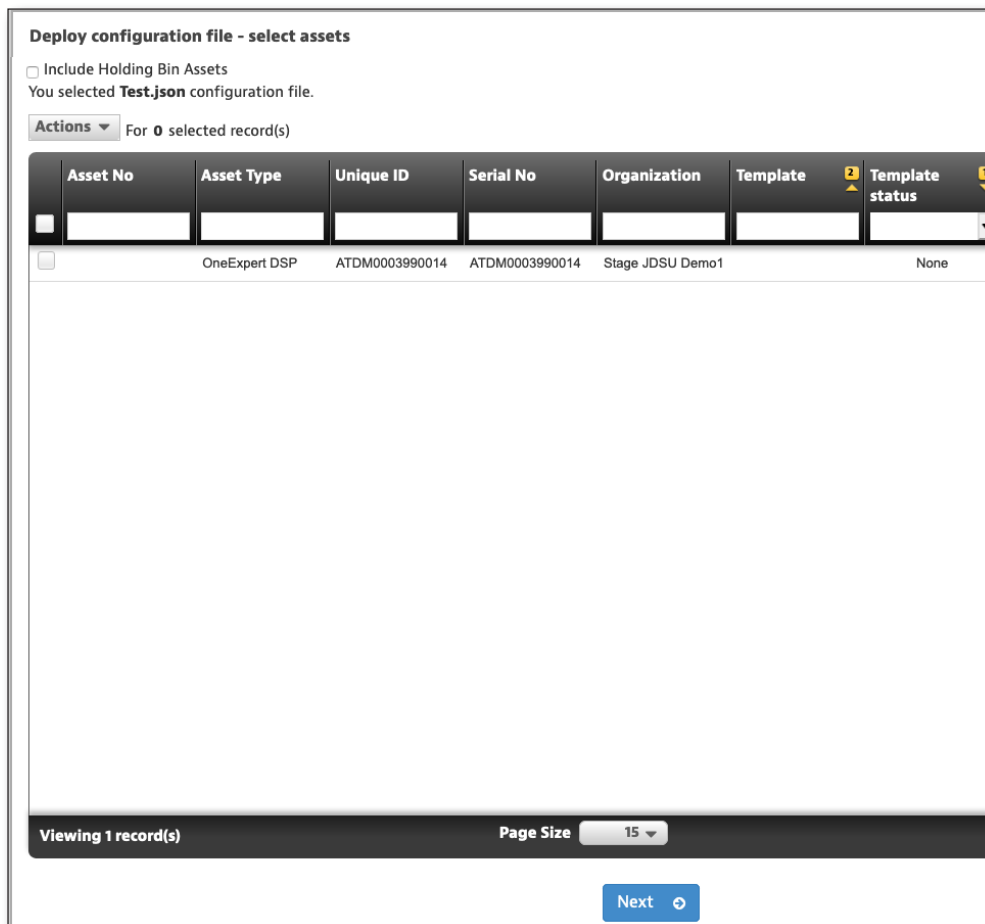 Deploy configuration file - select assets
Include Holding Bin Assets
You selected Test.json configuration file.
Actions For 0 selected record(s)
Asset No Asset Type Unique ID Serial No Organization Template 2 Template status 1
OneExpert DSP ATDM0003990014 ATDM0003990014 Stage JDSU Demo1 None
Viewing 1 record(s) Page Size 15
Next